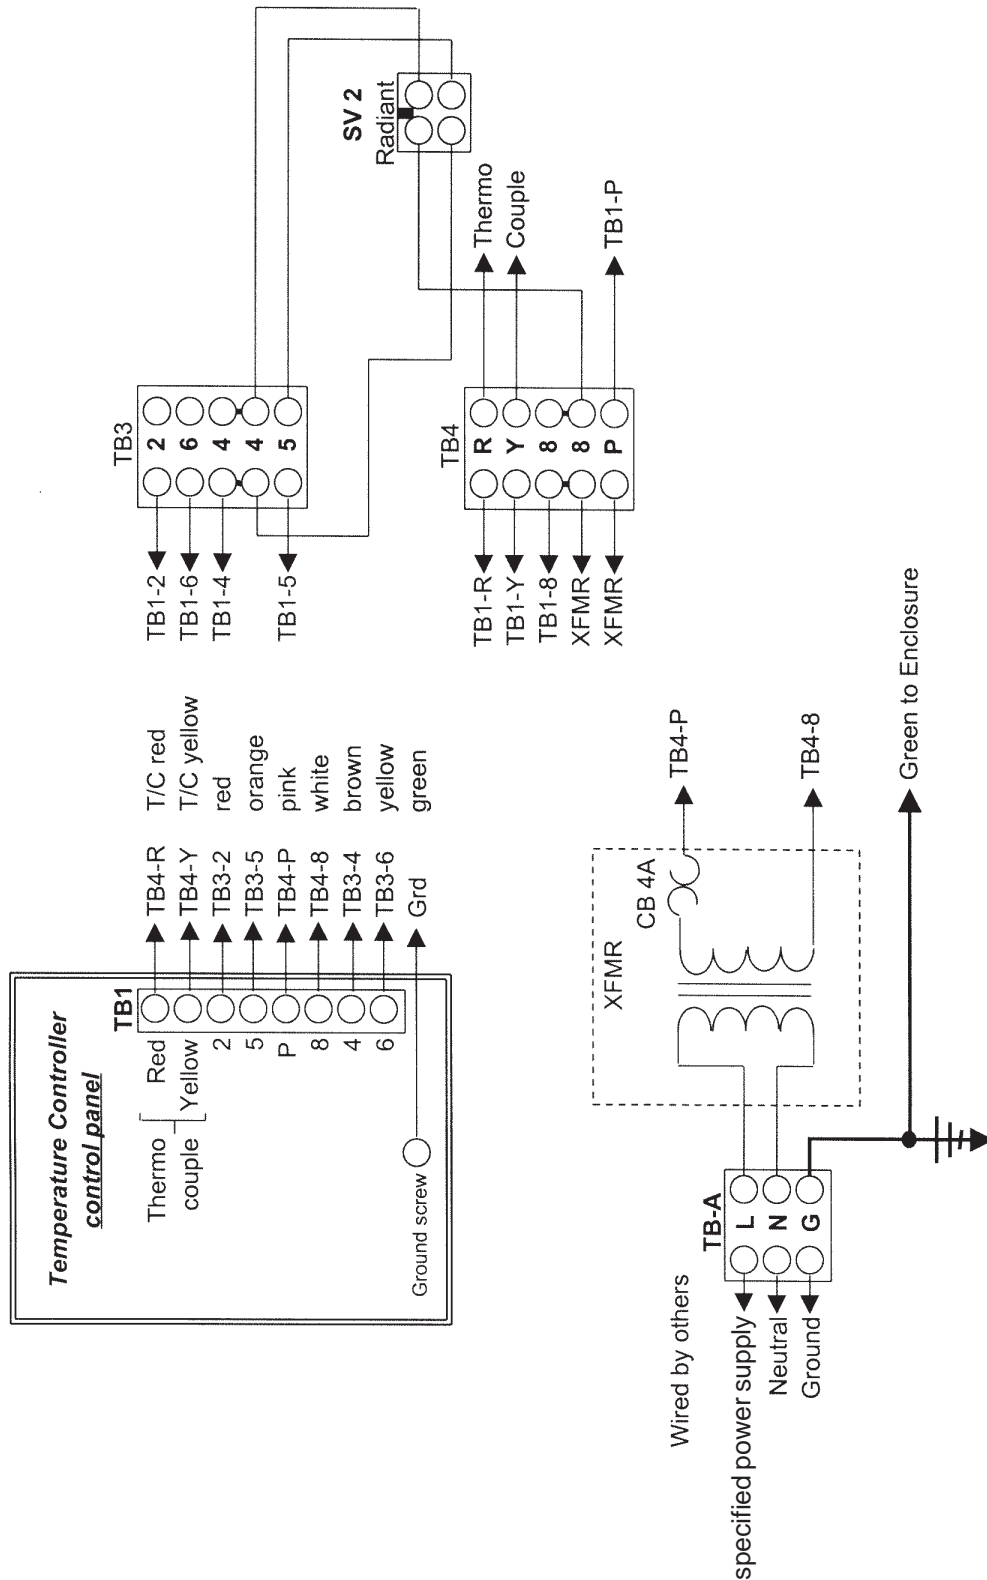 Temperature Controller
control panel
TB1
Thermo
couple
Red
Yellow
2
5
P
8
4
6
Ground screw
TB4-R T/C red
TB4-Y T/C yellow
TB3-2 red
TB3-5 orange
TB4-P pink
TB4-8 white
TB3-4 brown
TB3-6 yellow
Grd green
TB3
TB1-2 2
TB1-6 6
TB1-4 4
4
TB1-5 5
SV 2
Radiant
TB4
TB1-R R Thermo
TB1-Y Y Couple
TB1-8 8
XFMR 8
XFMR P TB1-P
Wired by others
TB-A
specified power supply L
Neutral N
Ground G
XFMR
CB 4A
TB4-P
TB4-8
Green to Enclosure